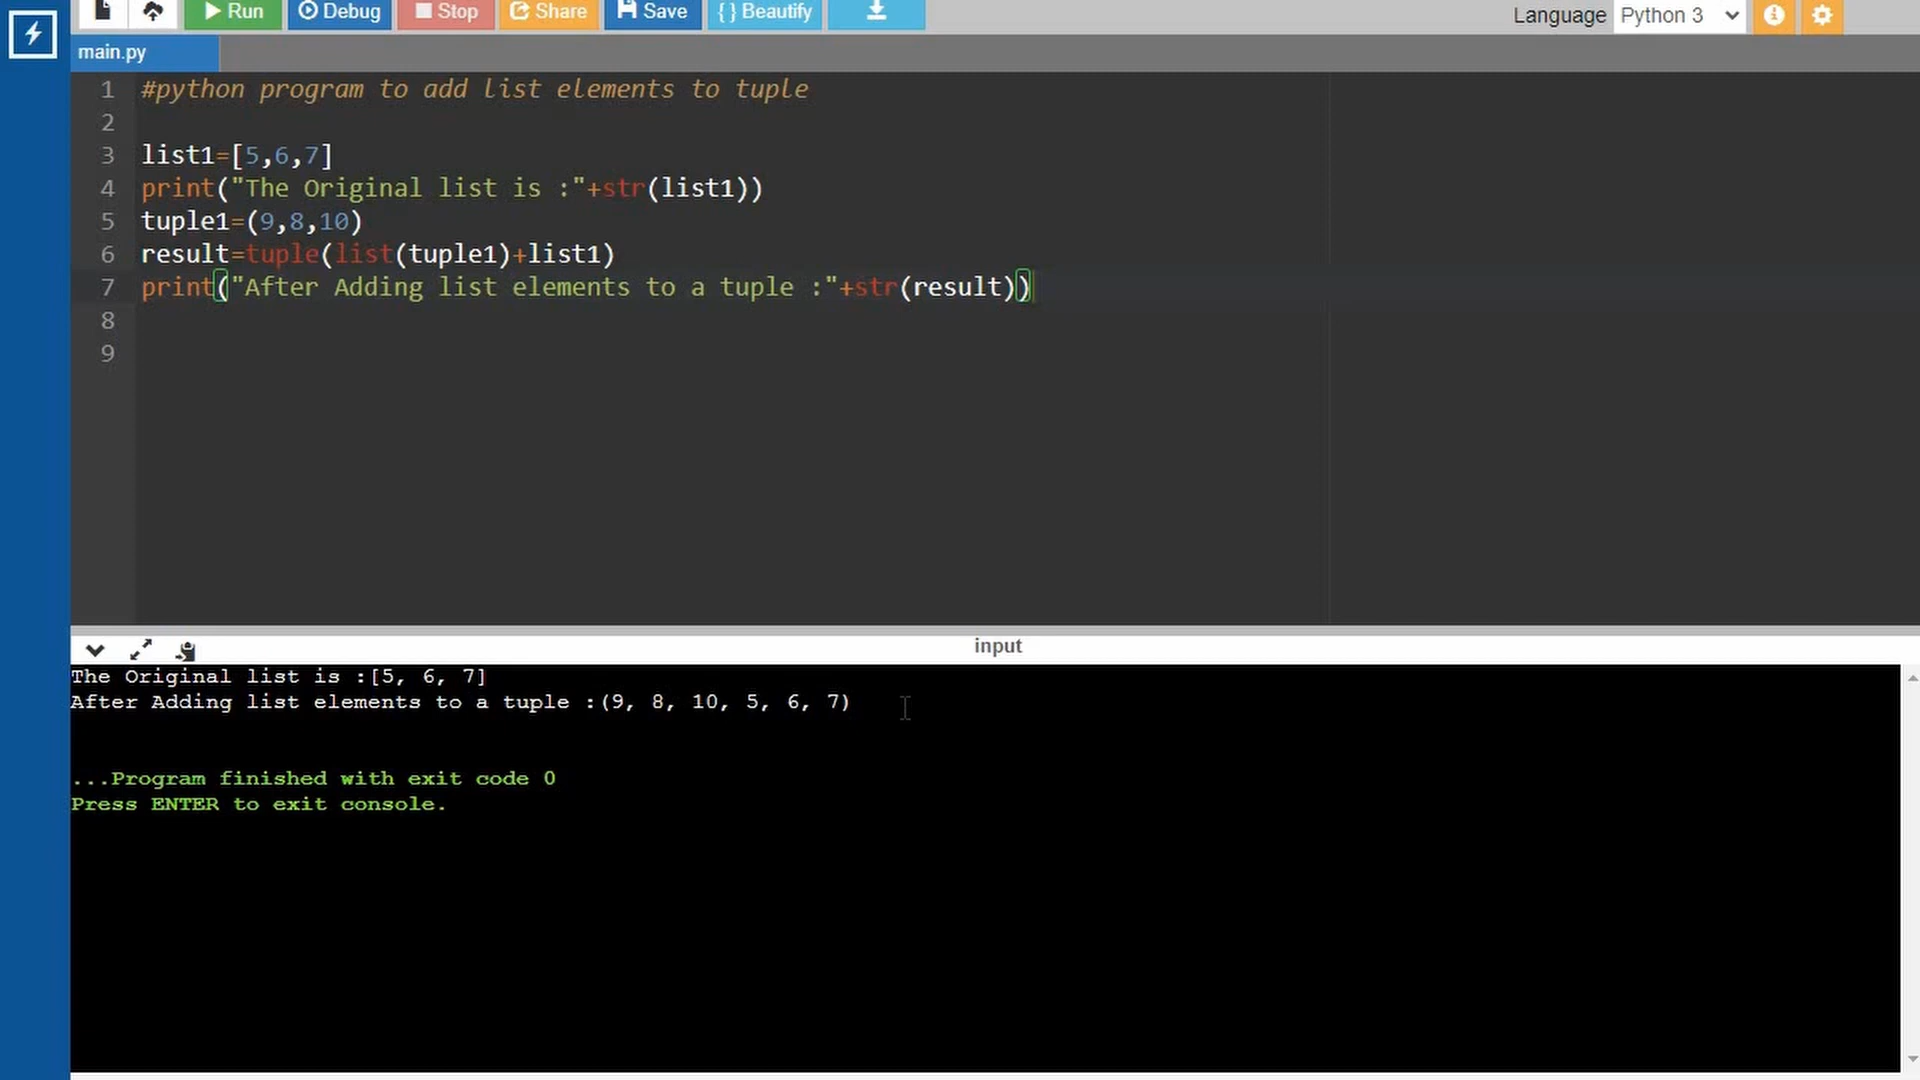 Run Debug Stop Share Save { } Beautify Language Python 3
main.py
1 #python program to add list elements to tuple
2
3 list1=[5,6,7]
4 print("The Original list is :"+str(list1))
5 tuple1=(9,8,10)
6 result=tuple(list(tuple1)+list1)
7 print("After Adding list elements to a tuple :"+str(result))
8
9
input
The Original list is :[5, 6, 7]
After Adding list elements to a tuple :(9, 8, 10, 5, 6, 7)
...Program finished with exit code 0
Press ENTER to exit console.